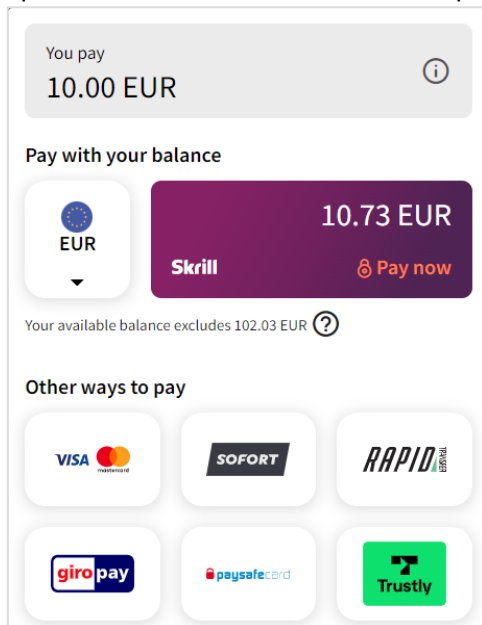 You pay
10.00 EUR
Pay with your balance
EUR
10.73 EUR
Skrill
Pay now
Your available balance excludes 102.03 EUR ?
Other ways to pay
VISA mastercard
SOFORT
RAPID TRANSFER
giropay
paysafecard
Trustly